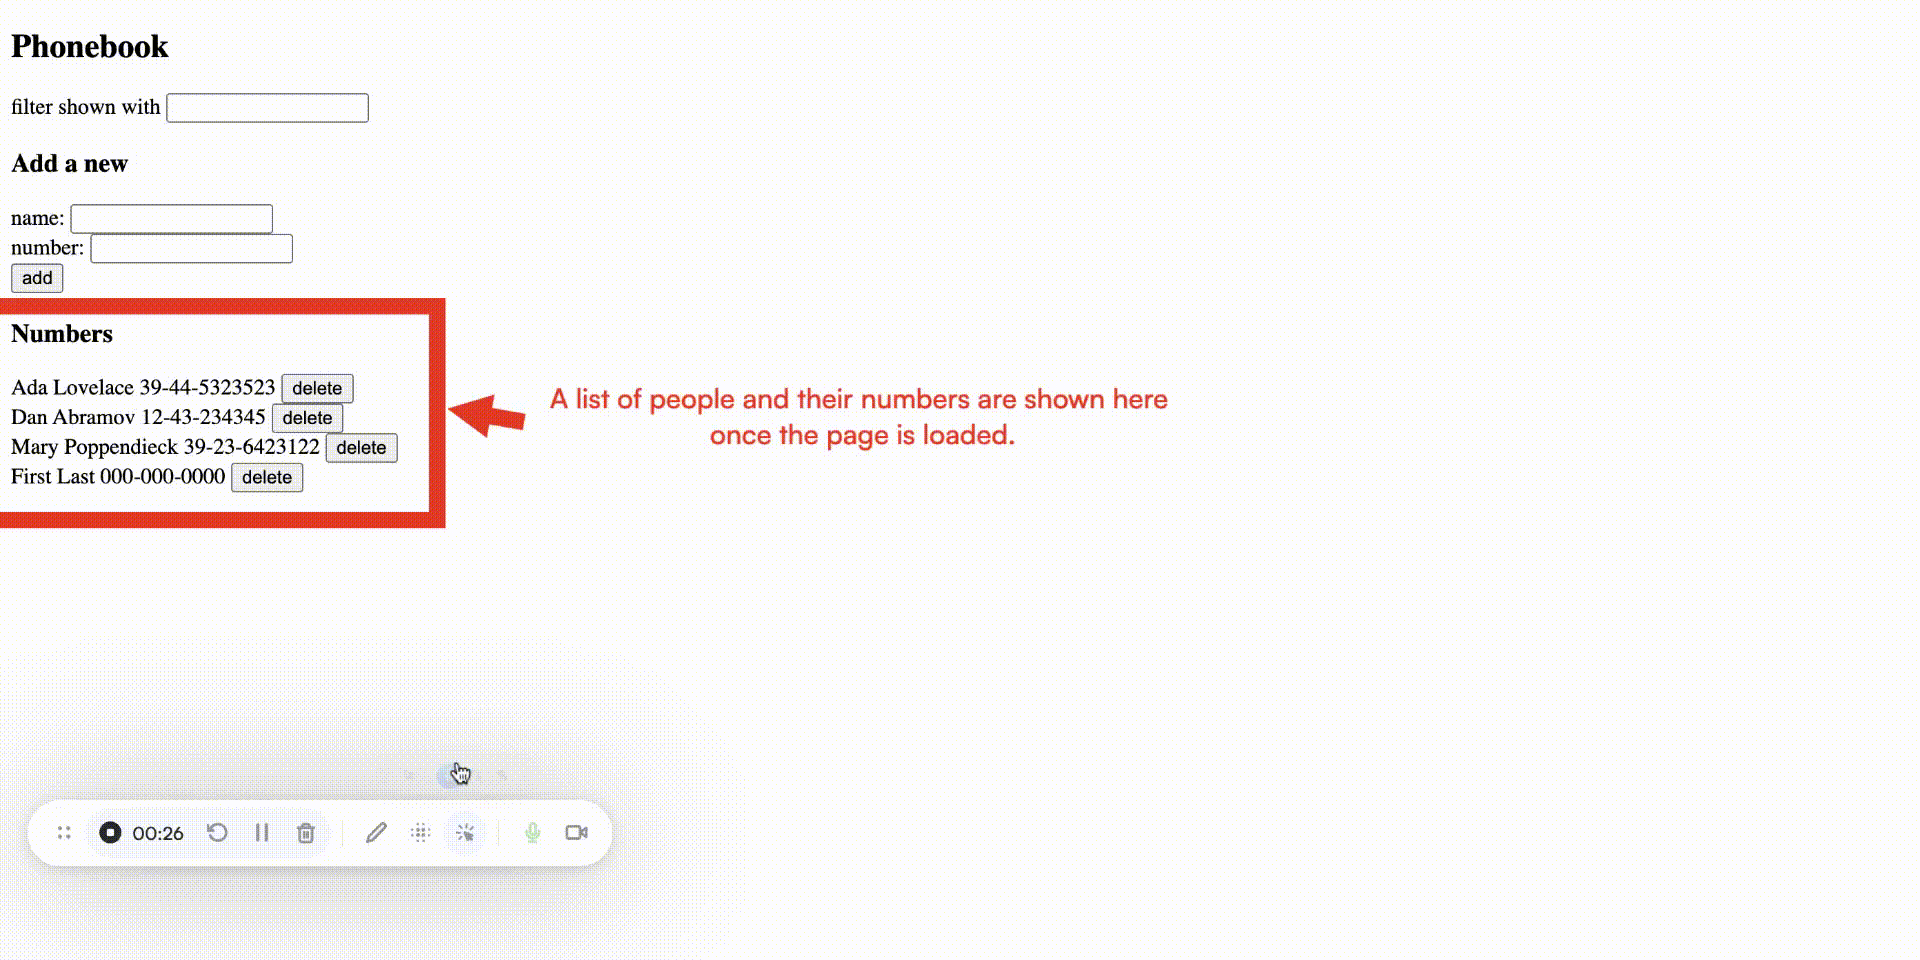 Phonebook
filter shown with
Add a new
name:
number:
add
Numbers
Ada Lovelace 39-44-5323523 delete
Dan Abramov 12-43-234345 delete
Mary Poppendieck 39-23-6423122 delete
First Last 000-000-0000 delete
A list of people and their numbers are shown here
once the page is loaded.
00:26